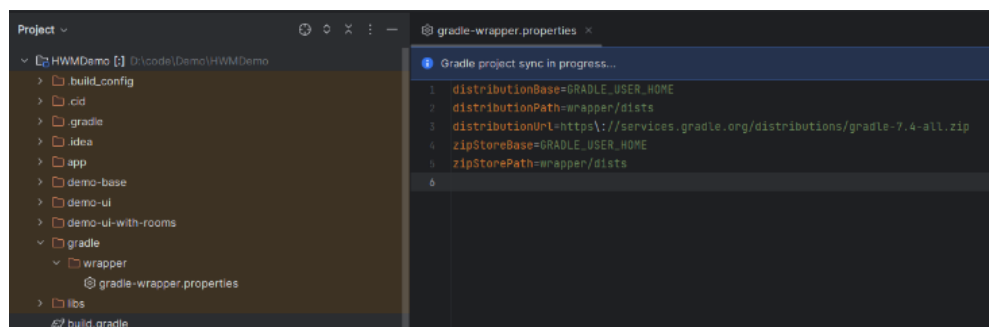 Project
HWMDemo [:] D:\code\Demo\HWMDemo
.build_config
.cid
.gradle
.idea
app
demo-base
demo-ui
demo-ui-with-rooms
gradle
wrapper
gradle-wrapper.properties
libs
build.gradle
gradle-wrapper.properties
Gradle project sync in progress...
1 distributionBase=GRADLE_USER_HOME
2 distributionPath=wrapper/dists
3 distributionUrl=https\://services.gradle.org/distributions/gradle-7.4-all.zip
4 zipStoreBase=GRADLE_USER_HOME
5 zipStorePath=wrapper/dists
6